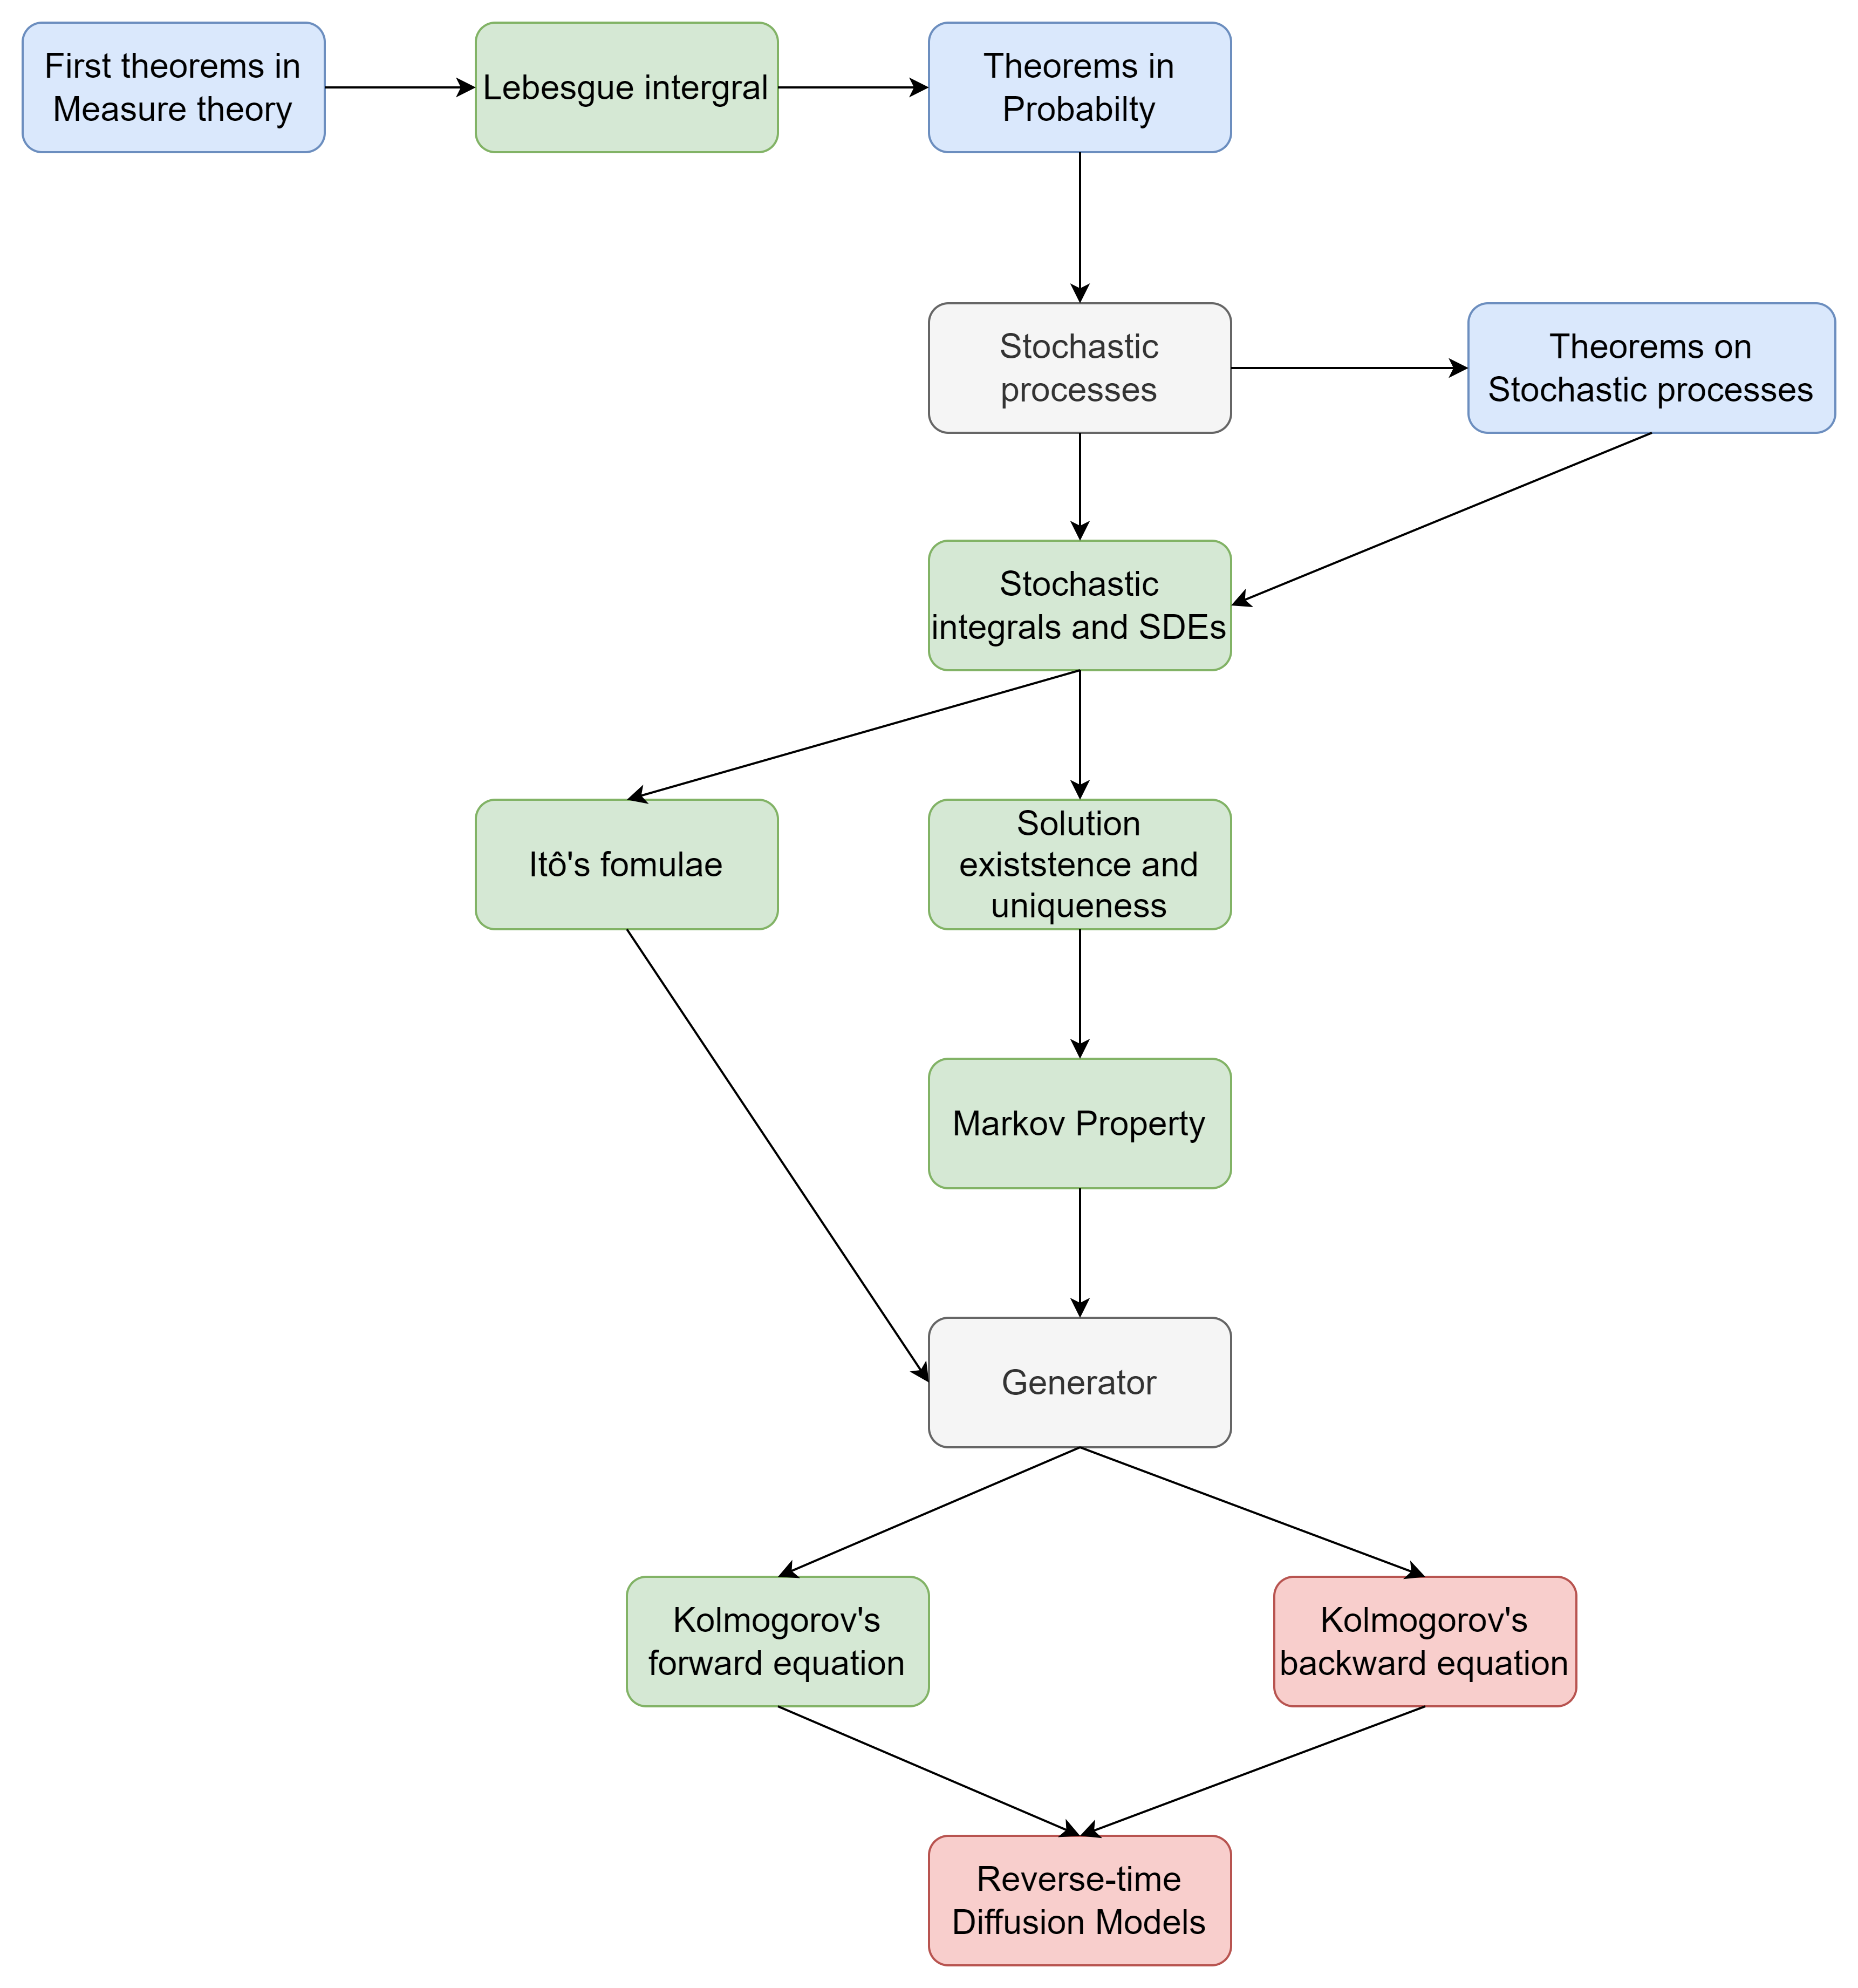 First theorems in
Measure theory
Lebesgue intergral
Theorems in
Probabilty
Stochastic
processes
Theorems on
Stochastic processes
Stochastic
integrals and SDEs
Itô's fomulae
Solution
existstence and
uniqueness
Markov Property
Generator
Kolmogorov's
forward equation
Kolmogorov's
backward equation
Reverse-time
Diffusion Models